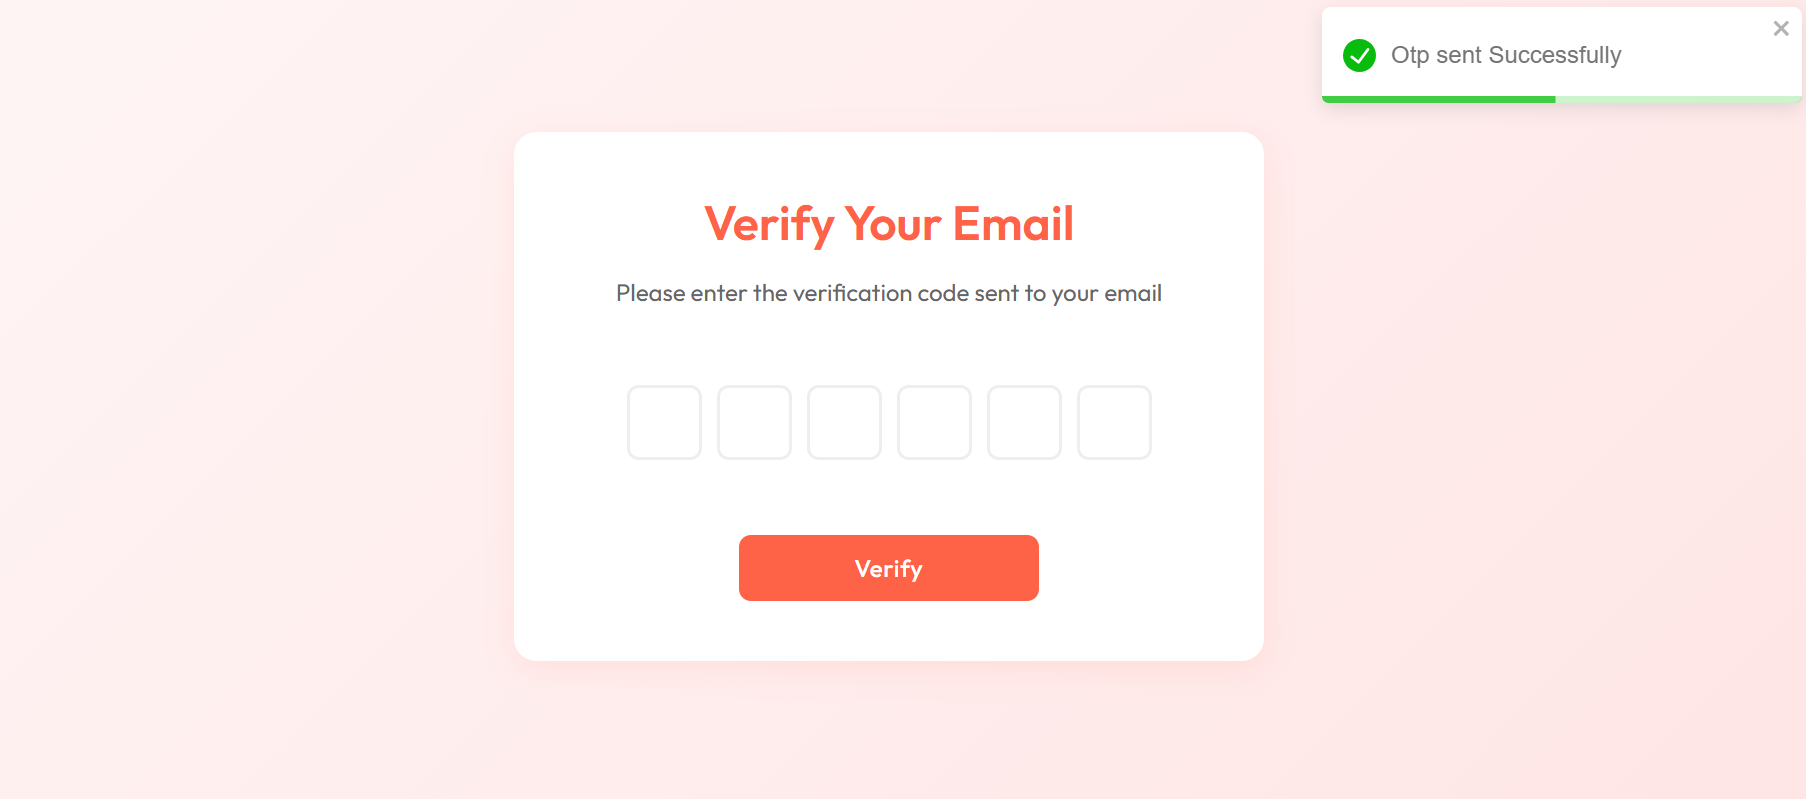 Otp sent Successfully
Verify Your Email
Please enter the verification code sent to your email
Verify